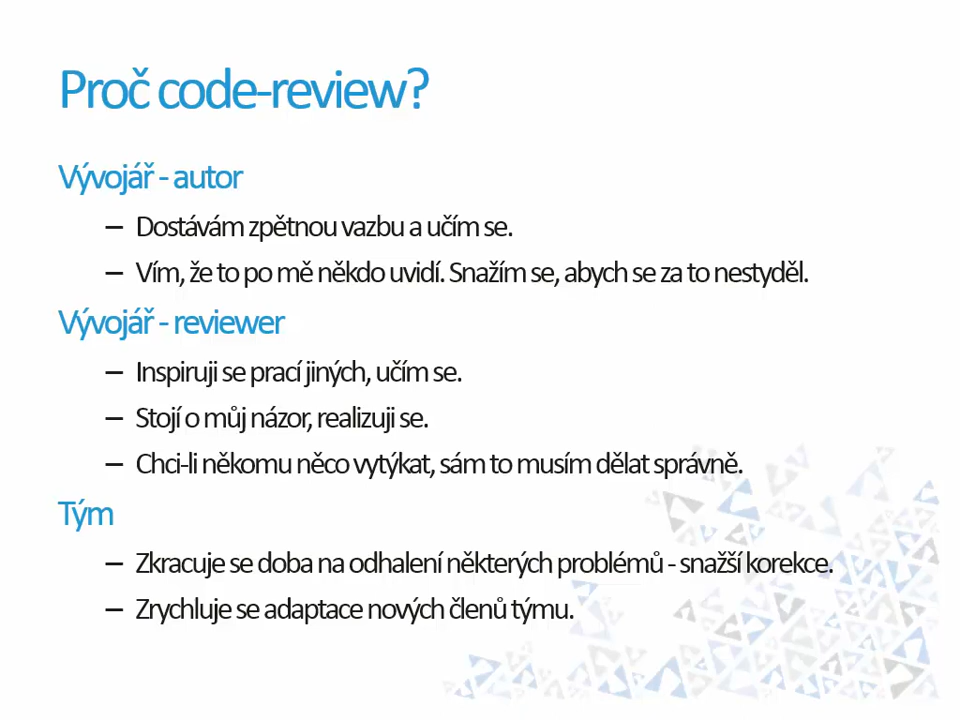 Proč code-review?
Vývojář - autor
– Dostávám zpětnou vazbu a učím se.
– Vím, že to po mě někdo uvidí. Snažím se, abych se za to nestyděl.
Vývojář - reviewer
– Inspiruji se prací jiných, učím se.
– Stojí o můj názor, realizuji se.
– Chci-li někomu něco vytýkat, sám to musím dělat správně.
Tým
– Zkracuje se doba na odhalení některých problémů - snažší korekce.
– Zrychluje se adaptace nových členů týmu.